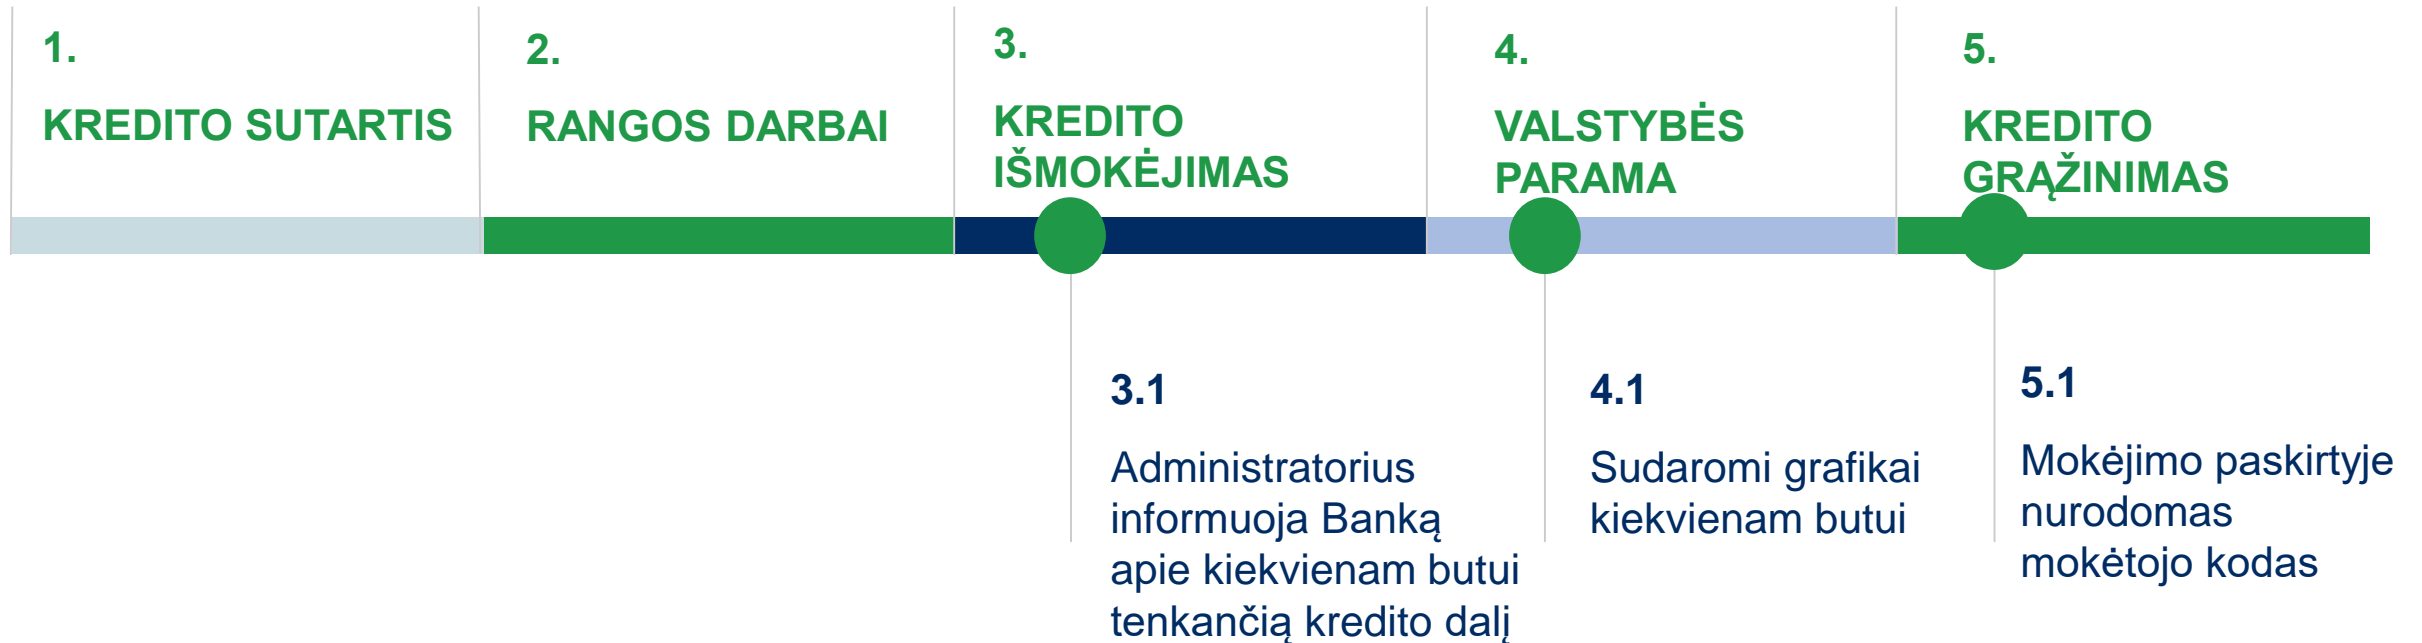 1.
KREDITO SUTARTIS
2.
RANGOS DARBAI
3.
KREDITO
IŠMOKĖJIMAS
4.
VALSTYBĖS
PARAMA
5.
KREDITO
GRĄŽINIMAS
3.1
Administratorius
informuoja Banką
apie kiekvienam butui
tenkančią kredito dalį
4.1
Sudaromi grafikai
kiekvienam butui
5.1
Mokėjimo paskirtyje
nurodomas
mokėtojo kodas